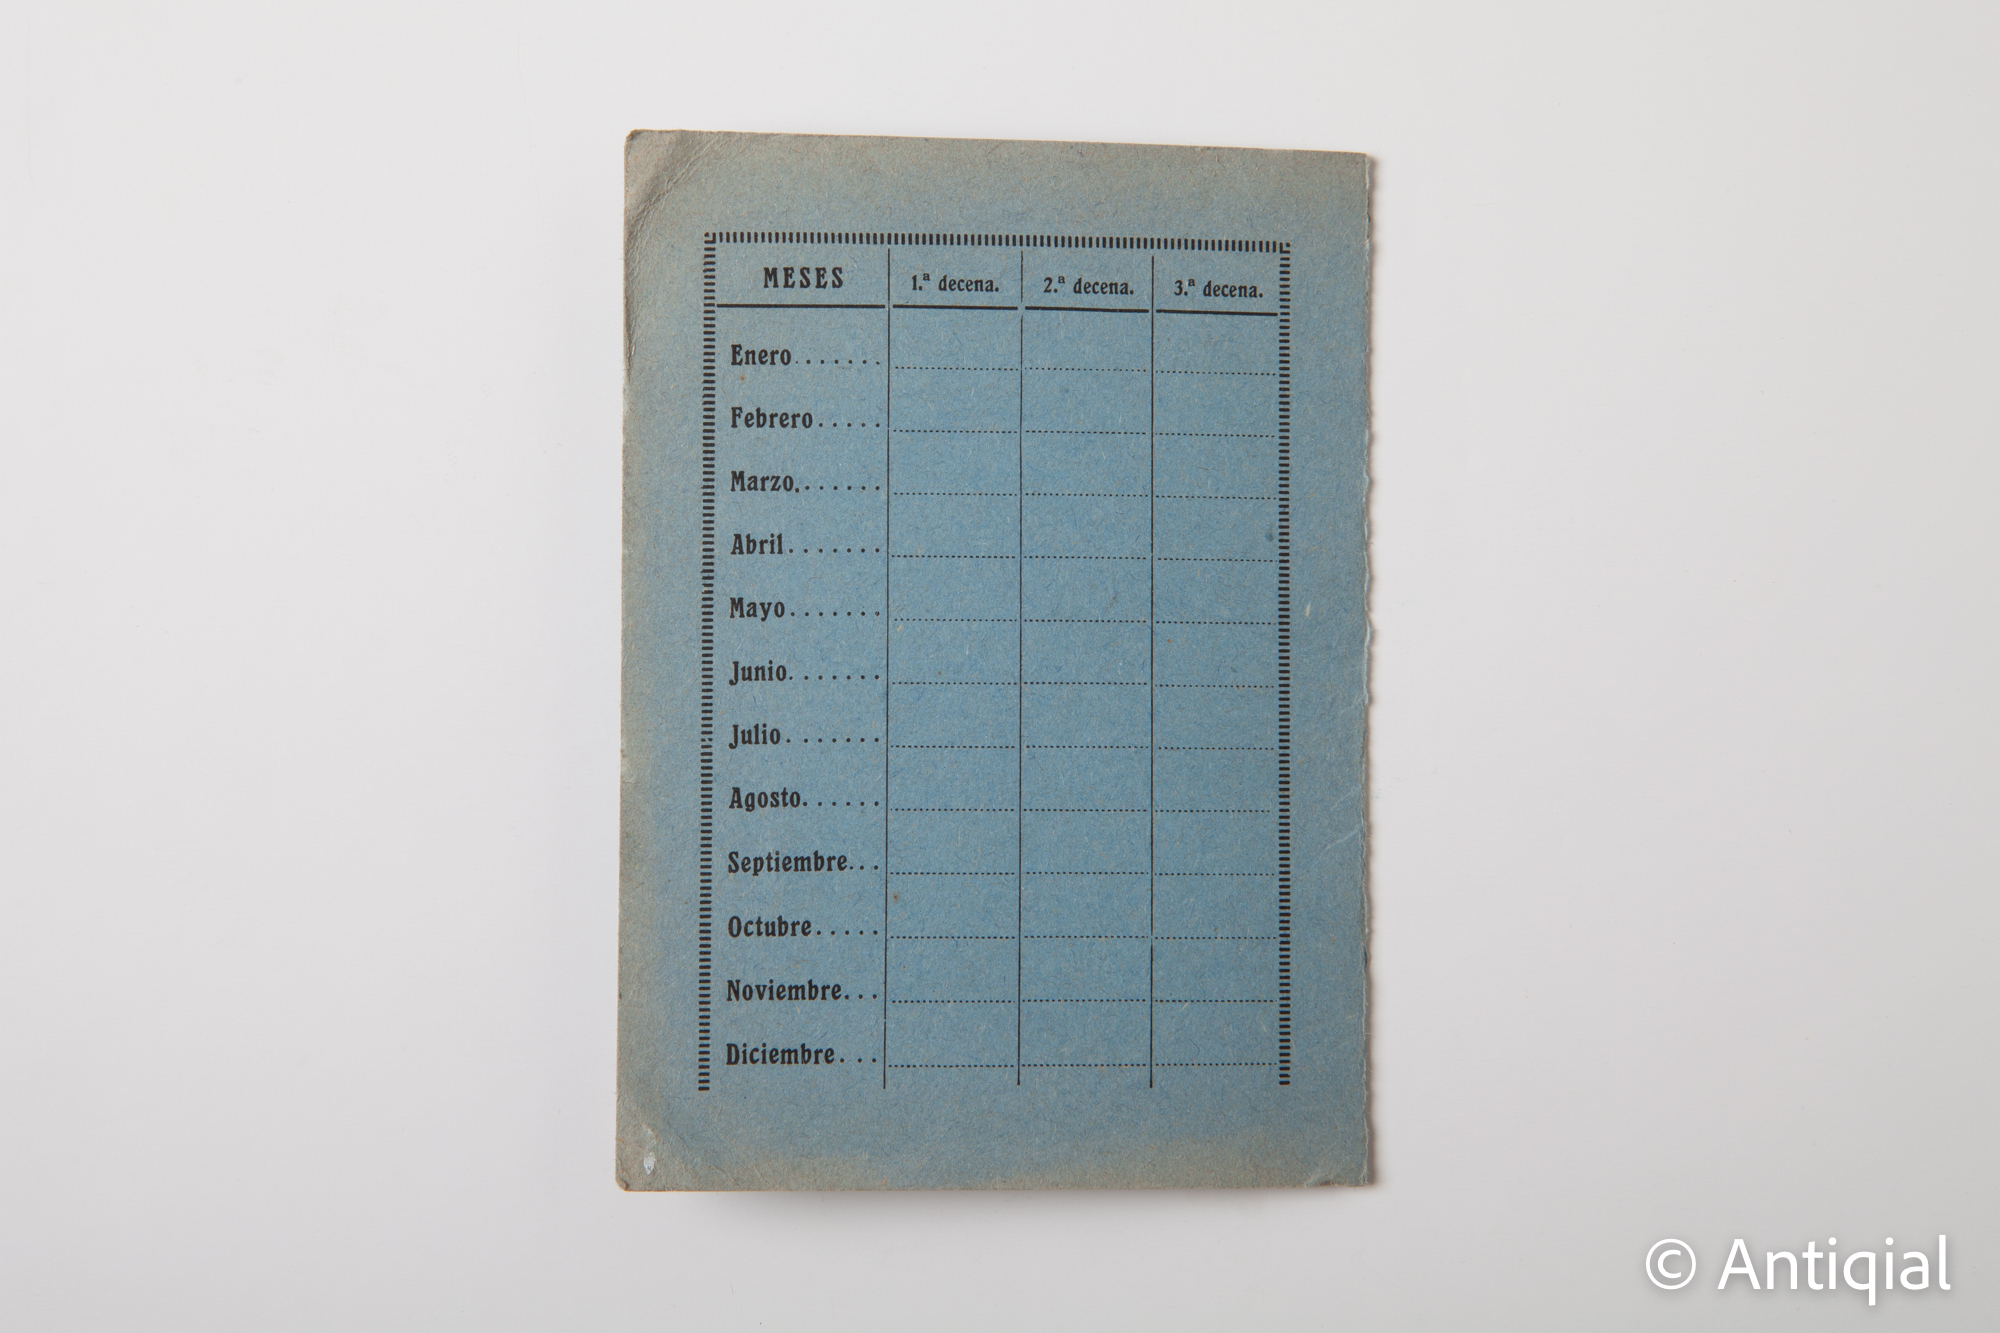 MESES 1.ª decena. 2.ª decena. 3.ª decena.
Enero.......
Febrero.....
Marzo.......
Abril.......
Mayo.......
Junio.......
Julio.......
Agosto......
Septiembre...
Octubre.....
Noviembre...
Diciembre...
© Antiqial